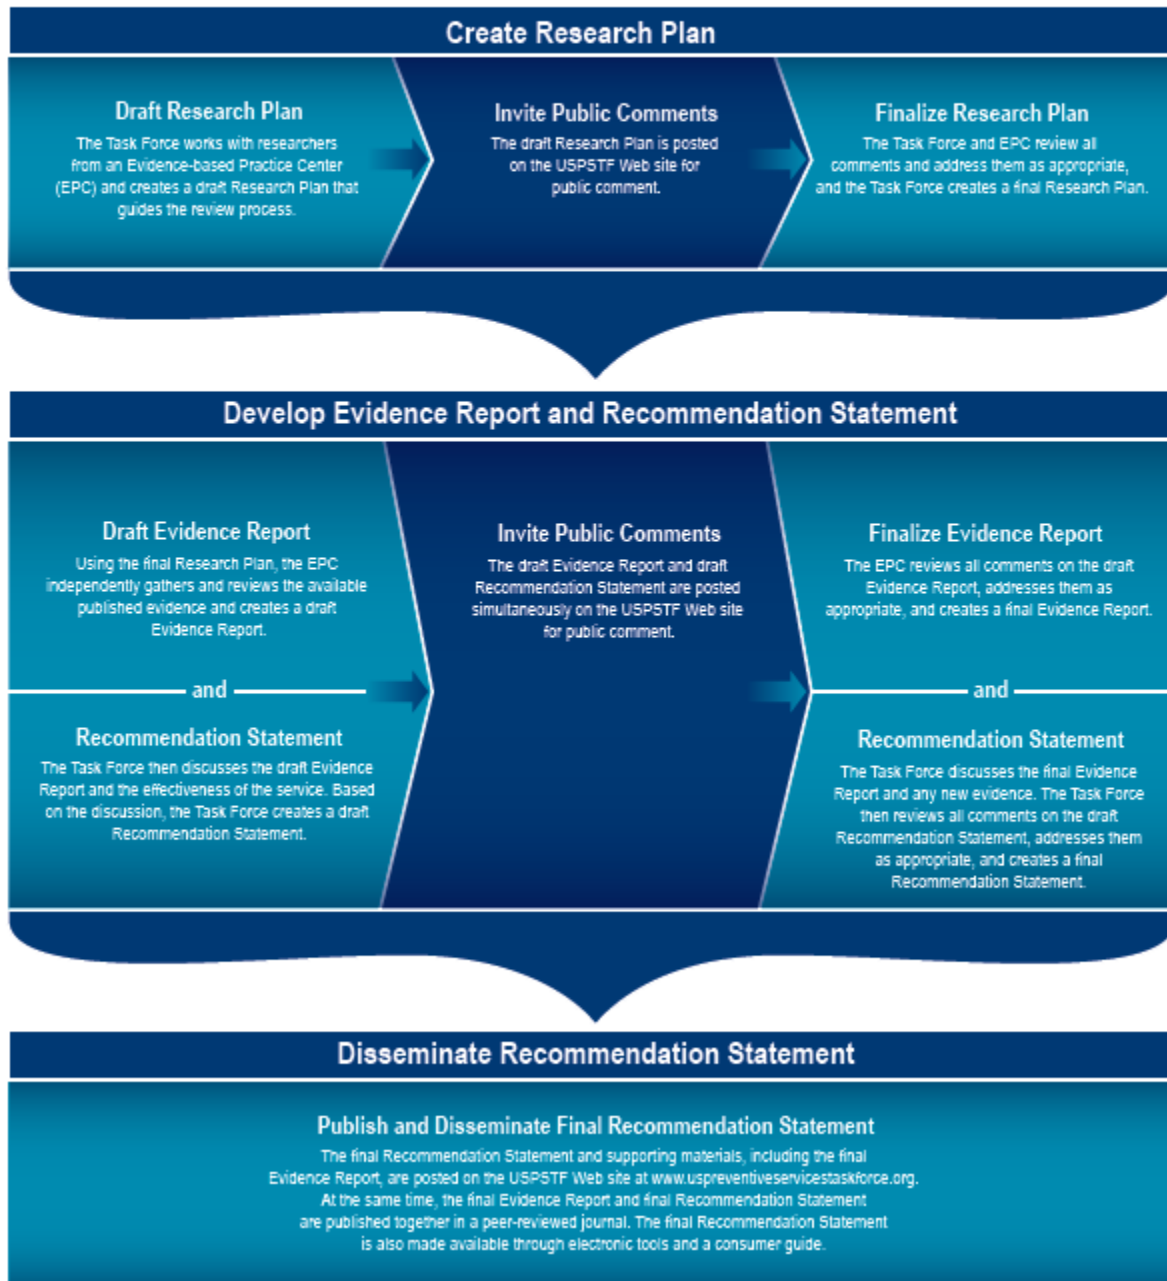 Create Research Plan
Draft Research Plan
The Task Force works with researchers
from an Evidence-based Practice Center
(EPC) and creates a draft Research Plan that
guides the review process.
Invite Public Comments
The draft Research Plan is posted
on the USPSTF Web site for
public comment.
Finalize Research Plan
The Task Force and EPC review all
comments and address them as appropriate,
and the Task Force creates a final Research Plan.
Develop Evidence Report and Recommendation Statement
Draft Evidence Report
Using the final Research Plan, the EPC
independently gathers and reviews the available
published evidence and creates a draft
Evidence Report.
and
Recommendation Statement
The Task Force then discusses the draft Evidence
Report and the effectiveness of the service. Based
on the discussion, the Task Force creates a draft
Recommendation Statement.
Invite Public Comments
The draft Evidence Report and draft
Recommendation Statement are posted
simultaneously on the USPSTF Web site
for public comment.
Finalize Evidence Report
The EPC reviews all comments on the draft
Evidence Report, addresses them as
appropriate, and creates a final Evidence Report.
and
Recommendation Statement
The Task Force discusses the final Evidence
Report and any new evidence. The Task Force
then reviews all comments on the draft
Recommendation Statement, addresses them
as appropriate, and creates a final
Recommendation Statement.
Disseminate Recommendation Statement
Publish and Disseminate Final Recommendation Statement
The final Recommendation Statement and supporting materials, including the final
Evidence Report, are posted on the USPSTF Web site at www.uspreventiveservicestaskforce.org.
At the same time, the final Evidence Report and final Recommendation Statement
are published together in a peer-reviewed journal. The final Recommendation Statement
is also made available through electronic tools and a consumer guide.